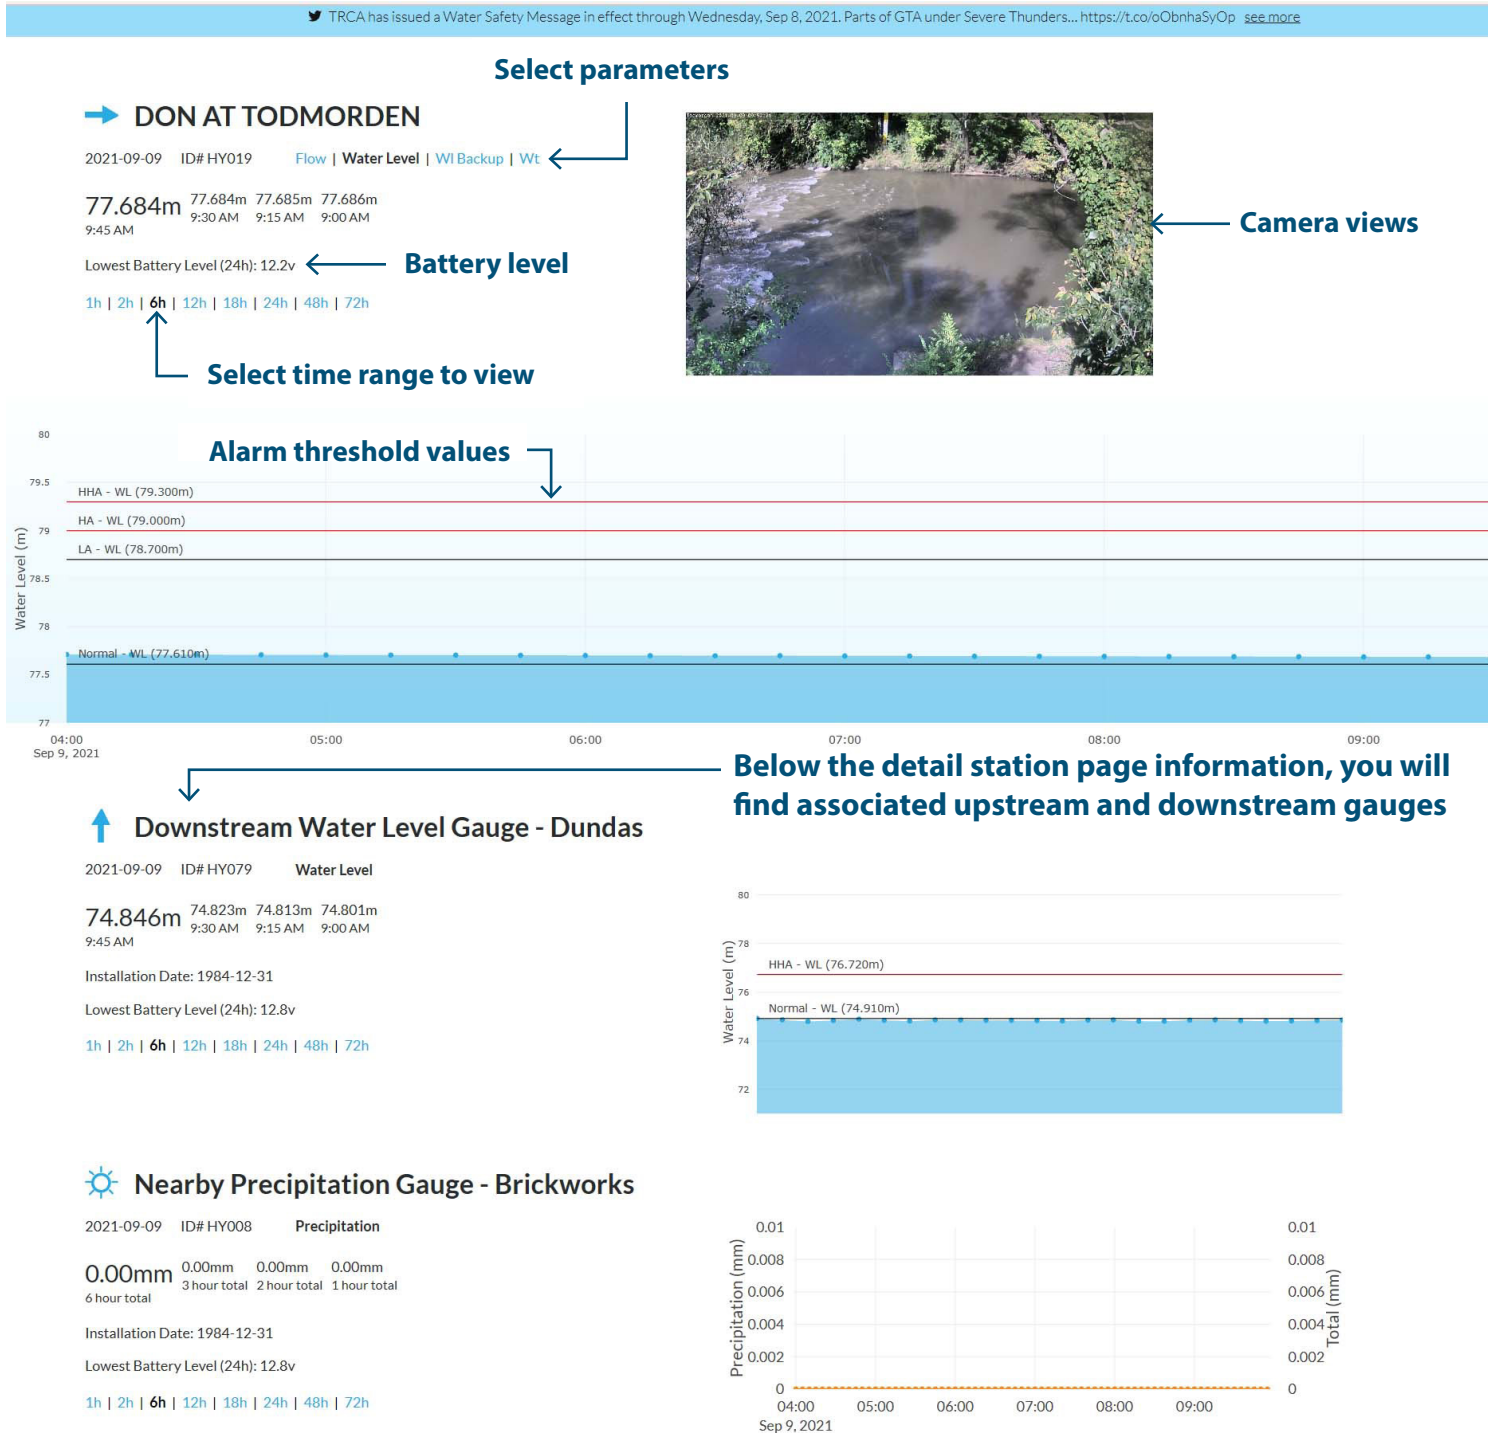 TRCA has issued a Water Safety Message in effect through Wednesday, Sep 8, 2021. Parts of GTA under Severe Thunders... https://t.co/oObnhaSyOp see more
Select parameters
DON AT TODMORDEN
2021-09-09 ID# HY019 Flow | Water Level | Wl Backup | Wt
77.684m 77.684m 77.685m 77.686m
9:45 AM 9:30 AM 9:15 AM 9:00 AM
Camera views
Lowest Battery Level (24h): 12.2v
Battery level
1h | 2h | 6h | 12h | 18h | 24h | 48h | 72h
Select time range to view
Alarm threshold values
80
79.5
79
78.5
78
77.5
77
Water Level (m)
HHA - WL (79.300m)
HA - WL (79.000m)
LA - WL (78.700m)
Normal - WL (77.610m)
04:00 05:00 06:00 07:00 08:00 09:00
Sep 9, 2021
Below the detail station page information, you will
find associated upstream and downstream gauges
Downstream Water Level Gauge - Dundas
2021-09-09 ID# HY079 Water Level
74.846m 74.823m 74.813m 74.801m
9:45 AM 9:30 AM 9:15 AM 9:00 AM
Installation Date: 1984-12-31
Lowest Battery Level (24h): 12.8v
1h | 2h | 6h | 12h | 18h | 24h | 48h | 72h
80
78
76
74
72
Water Level (m)
HHA - WL (76.720m)
Normal - WL (74.910m)
Nearby Precipitation Gauge - Brickworks
2021-09-09 ID# HY008 Precipitation
0.00mm 0.00mm 0.00mm 0.00mm
6 hour total 3 hour total 2 hour total 1 hour total
Installation Date: 1984-12-31
Lowest Battery Level (24h): 12.8v
1h | 2h | 6h | 12h | 18h | 24h | 48h | 72h
0.01
0.008
0.006
0.004
0.002
0
Precipitation (mm)
0.01
0.008
0.006
0.004
0.002
0
Total (mm)
04:00 05:00 06:00 07:00 08:00 09:00
Sep 9, 2021